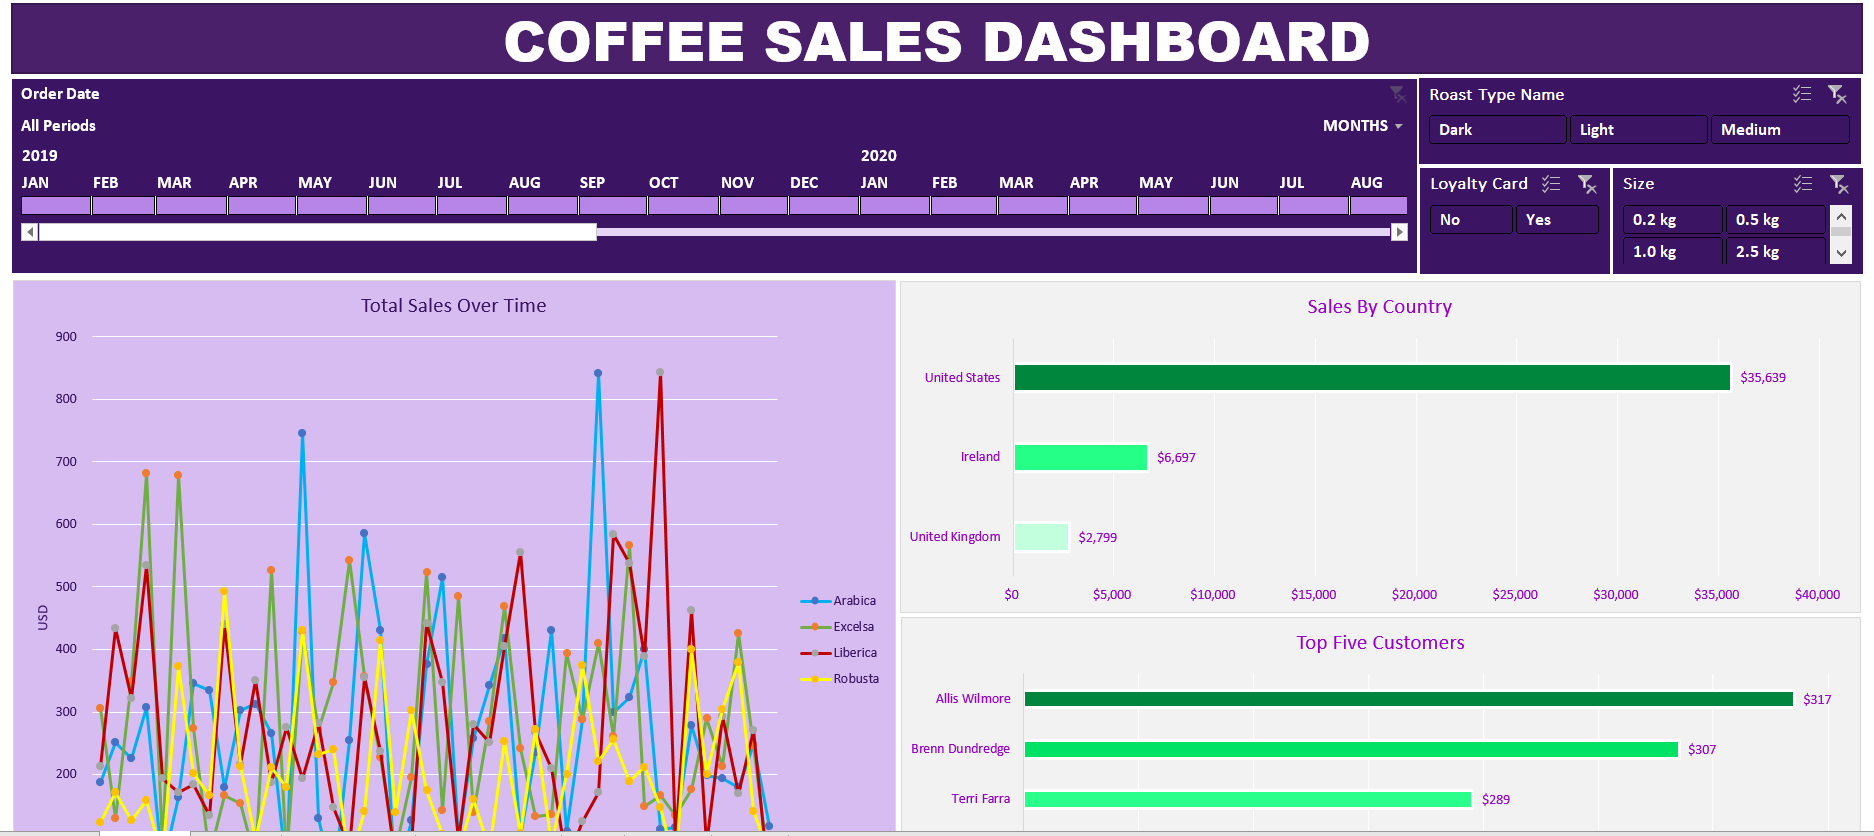 COFFEE SALES DASHBOARD
Order Date
All Periods
MONTHS
2019 2020
JAN FEB MAR APR MAY JUN JUL AUG SEP OCT NOV DEC JAN FEB MAR APR MAY JUN JUL AUG
Roast Type Name
Dark Light Medium
Loyalty Card
No Yes
Size
0.2 kg 0.5 kg
1.0 kg 2.5 kg
Total Sales Over Time
900
800
700
600
500
400
300
200
USD
Arabica
Excelsa
Liberica
Robusta
Sales By Country
United States $35,639
Ireland $6,697
United Kingdom $2,799
$0 $5,000 $10,000 $15,000 $20,000 $25,000 $30,000 $35,000 $40,000
Top Five Customers
Allis Wilmore $317
Brenn Dundredge $307
Terri Farra $289